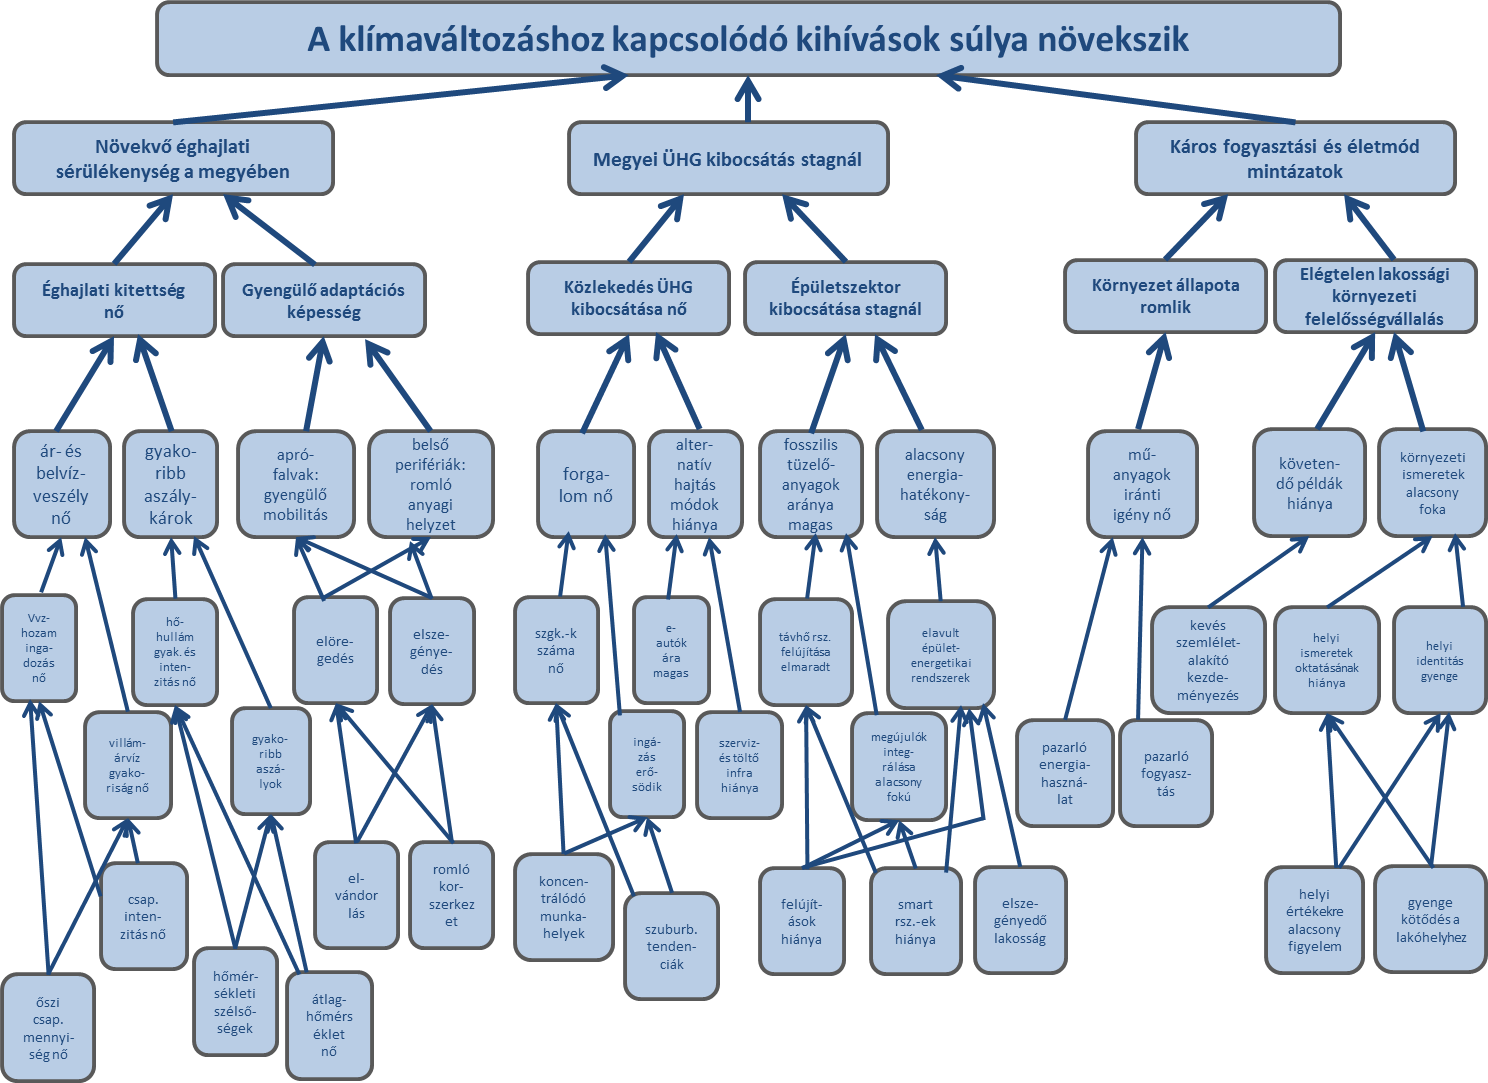 A klímaváltozáshoz kapcsolódó kihívások súlya növekszik
Növekvő éghajlati
sérülékenység a megyében
Megyei ÜHG kibocsátás stagnál
Káros fogyasztási és életmód
mintázatok
Éghajlati kitettség
nő
Gyengülő adaptációs
képesség
Közlekedés ÜHG
kibocsátása nő
Épületszektor
kibocsátása stagnál
Környezet állapota
romlik
Elégtelen lakossági
környezeti
felelősségvállalás
ár- és
belvíz-
veszély
nő
gyako-
ribb
aszály-
károk
apró-
falvak:
gyengülő
mobilitás
belső
perifériák:
romló
anyagi
helyzet
forga-
lom nő
alter-
natív
hajtás
módok
hiánya
fosszilis
tüzelő-
anyagok
aránya
magas
alacsony
energia-
hatékony-
ság
mű-
anyagok
iránti
igény nő
követen-
dő példák
hiánya
környezeti
ismeretek
alacsony
foka
Vvz-
hozam
inga-
dozás
nő
hő-
hullám
gyak. és
inten-
zitás nő
elöre-
gedés
elsze-
gényе-
dés
szgk.-k
száma
nő
e-
autók
ára
magas
távhő rsz.
felújítása
elmaradt
elavult
épület-
energetikai
rendszerek
kevés
szemlélet-
alakító
kezde-
ményezés
helyi
ismeretek
oktatásának
hiánya
helyi
identitás
gyenge
villám-
árvíz
gyako-
riság nő
gyako-
ribb
aszá-
lyok
ingá-
zás
erő-
södik
szerviz-
és töltő
infra
hiánya
megújulók
integ-
rálása
alacsony
fokú
pazarló
energia-
haszná-
lat
pazarló
fogyasz-
tás
csap.
inten-
zitás nő
el-
vándor
lás
romló
kor-
szerkez
et
koncen-
trálódó
munka-
helyek
szuburb.
tenden-
ciák
felújít-
ások
hiánya
smart
rsz.-ek
hiánya
elsze-
gényedő
lakosság
helyi
értékekre
alacsony
figyelem
gyenge
kötődés a
lakóhelyhez
őszi
csap.
mennyi-
ség nő
hőmér-
sékleti
szélső-
ségek
átlag-
hőmérs
éklet
nő